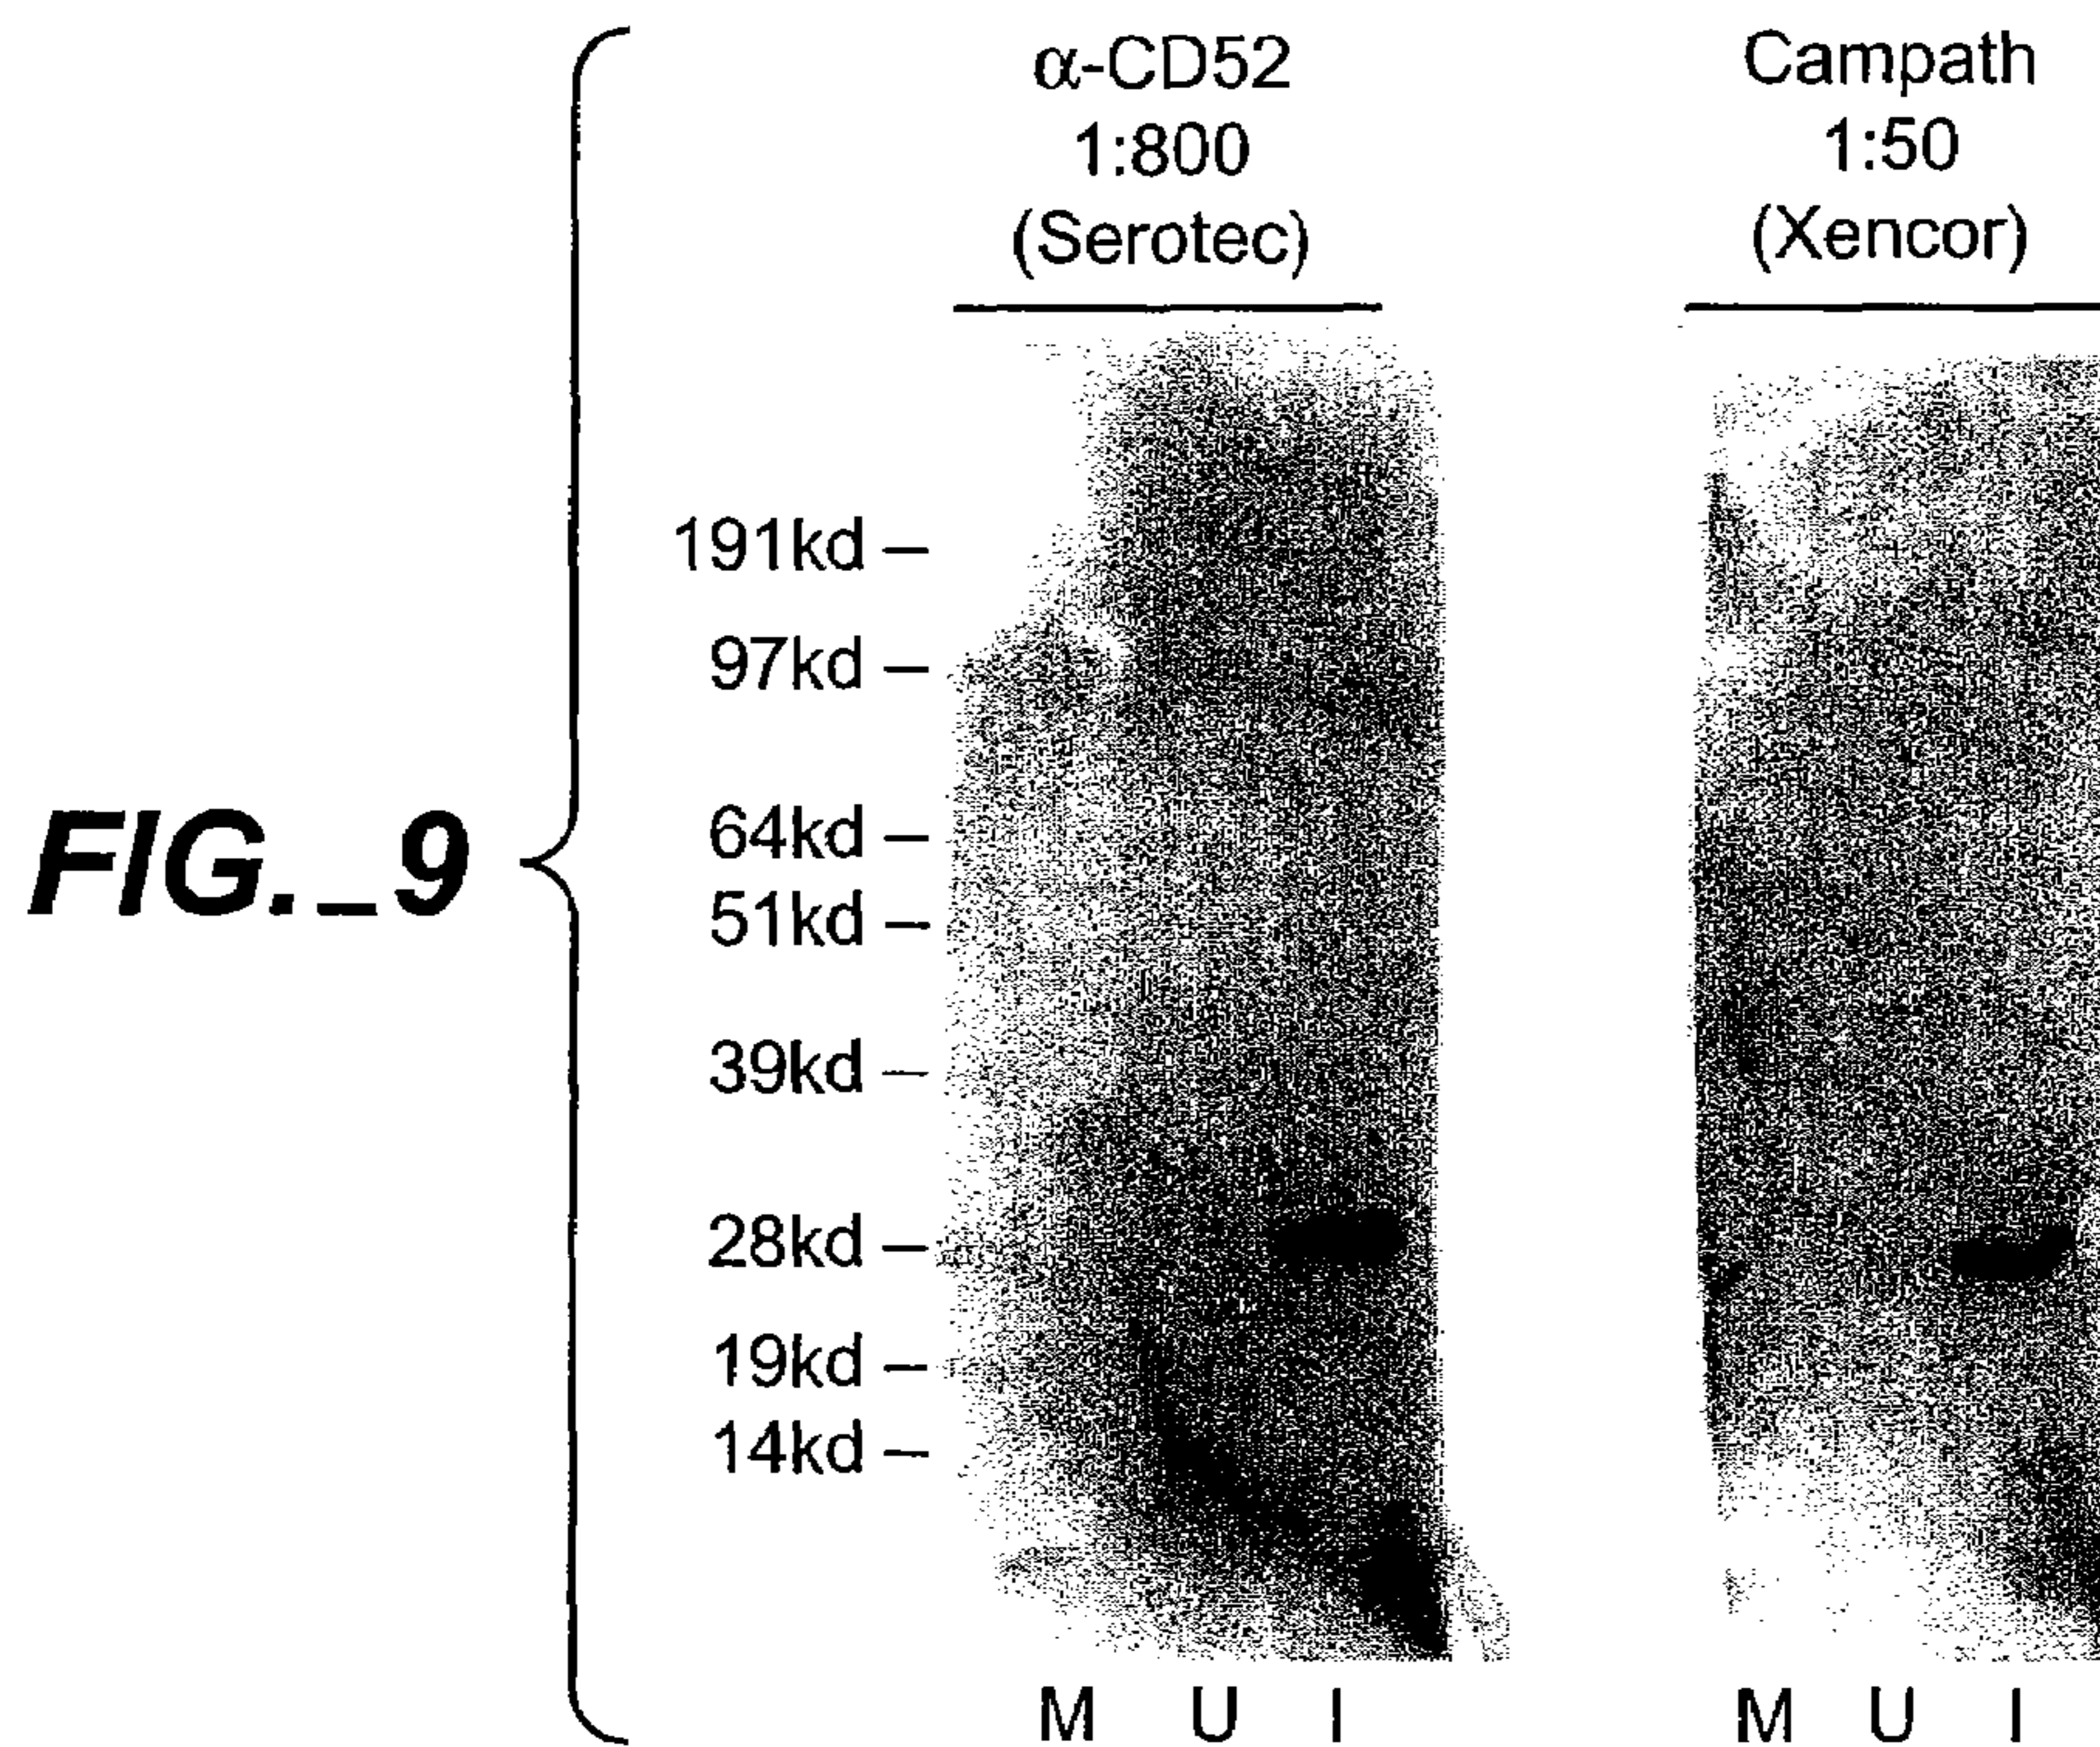 FIG._9
α-CD52
1:800
(Serotec)
Campath
1:50
(Xencor)
191kd
97kd
64kd
51kd
39kd
28kd
19kd
14kd
M U I
M U I